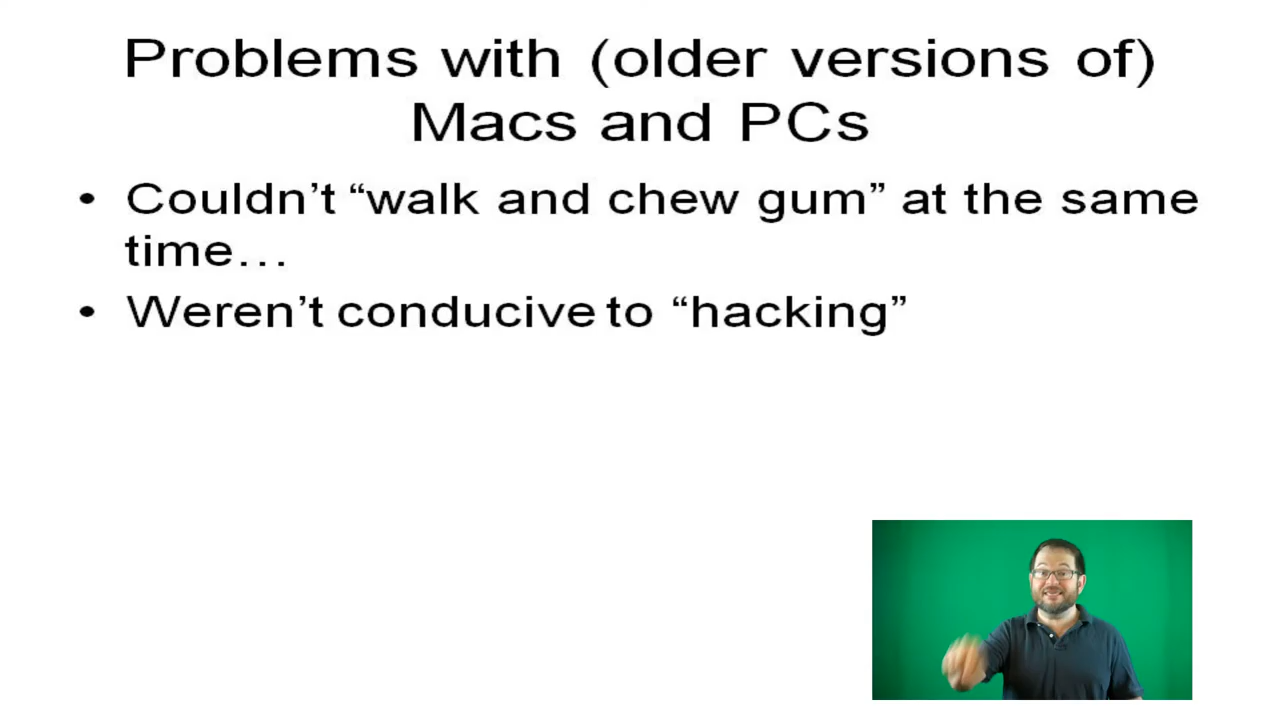 Problems with (older versions of)
Macs and PCs
• Couldn’t “walk and chew gum” at the same
time…
• Weren’t conducive to “hacking”